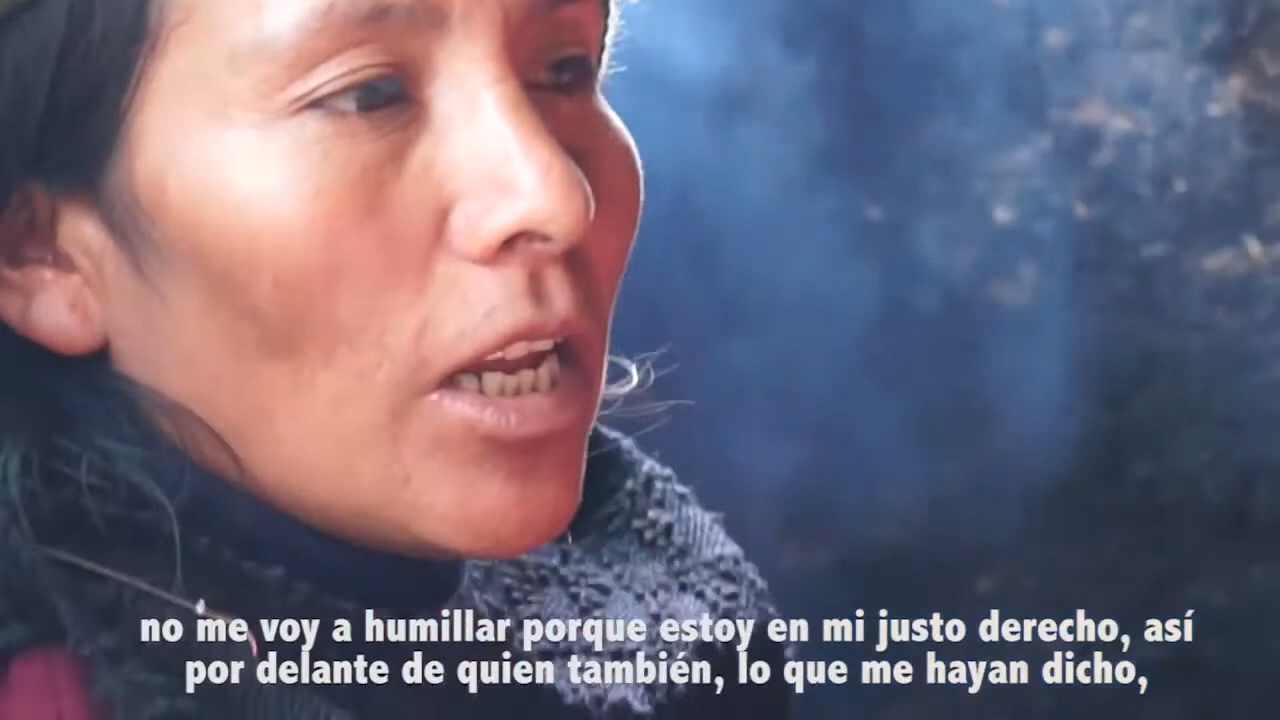 no me voy a humillar porque estoy en mi justo derecho, así
por delante de quien también, lo que me hayan dicho,